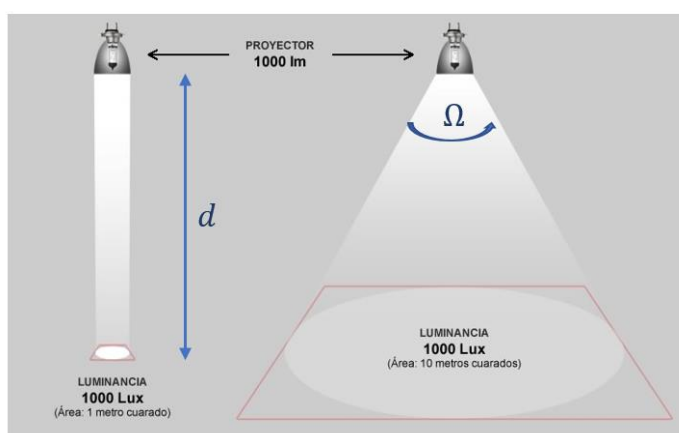 PROYECTOR
1000 lm
Ω
d
LUMINANCIA
1000 Lux
(Área: 10 metros cuarados)
LUMINANCIA
1000 Lux
(Área: 1 metro cuarado)